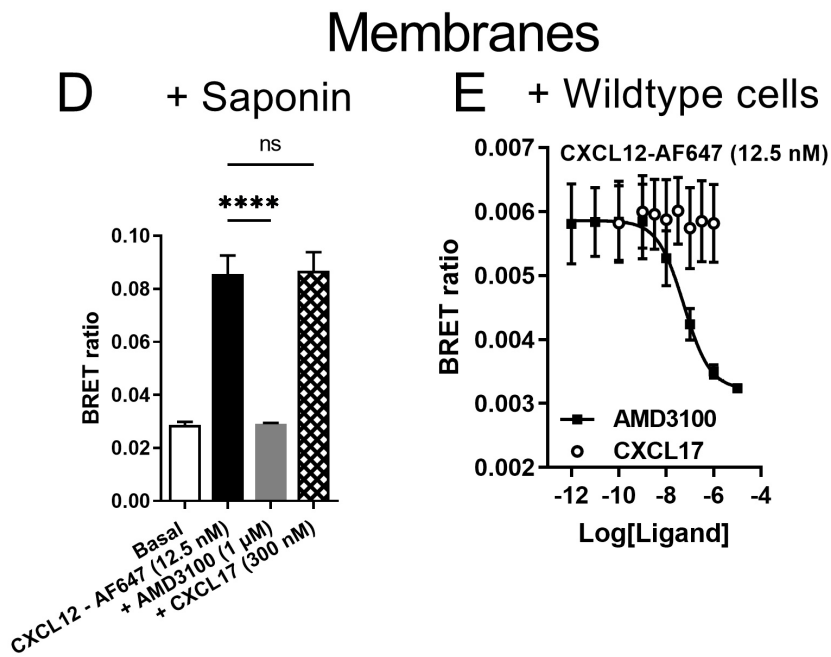 Membranes
D + Saponin
ns
****
BRET ratio
0.10
0.08
0.06
0.04
0.02
0.00
Basal
CXCL12 - AF647 (12.5 nM)
+ AMD3100 (1 µM)
+ CXCL17 (300 nM)
E + Wildtype cells
CXCL12-AF647 (12.5 nM)
BRET ratio
0.007
0.006
0.005
0.004
0.003
0.002
AMD3100
CXCL17
-12 -10 -8 -6 -4
Log[Ligand]